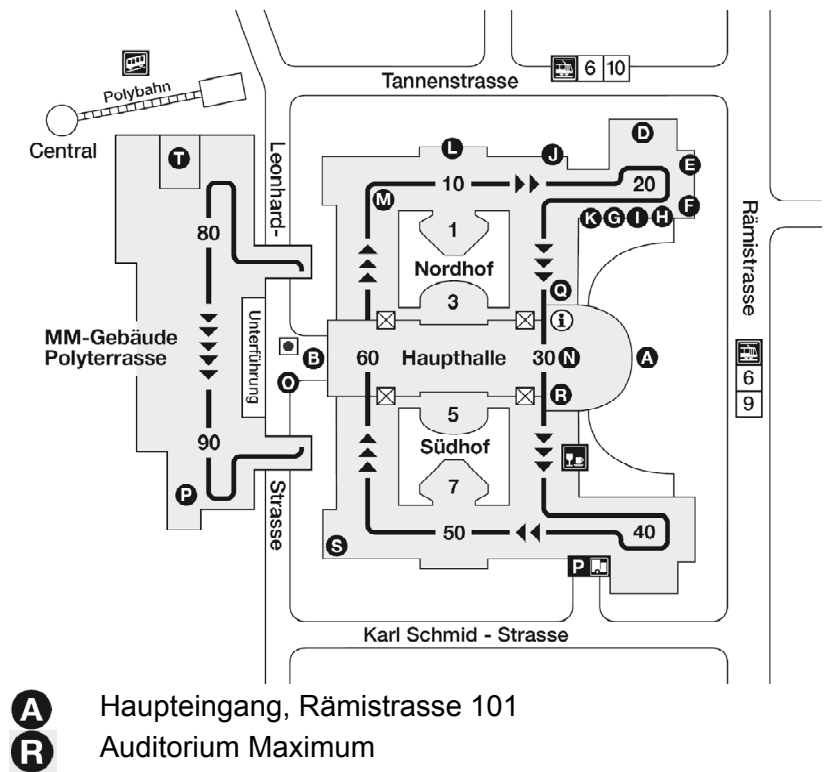 Tannenstrasse
6 10
Polybahn
Central
Leonhard-
Strasse
T
80
MM-Gebäude
Polyterrasse
90
P
Unterführung
B
O
L
J
D
E
M
10
20
F
K G I H
1
Nordhof
3
Q
i
60
Haupthalle
30
N
A
R
5
Südhof
7
S
50
40
P
Rämistrasse
6
9
Karl Schmid - Strasse
A Haupteingang, Rämistrasse 101
R Auditorium Maximum